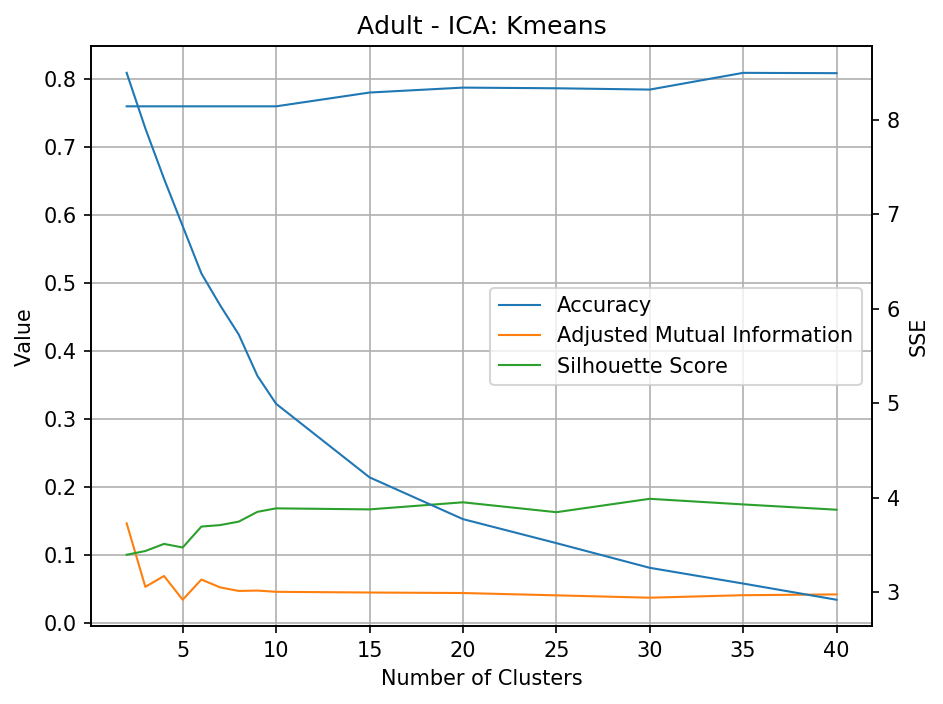 Adult - ICA: Kmeans
Value
0.8
0.7
0.6
0.5
0.4
0.3
0.2
0.1
0.0
Accuracy
Adjusted Mutual Information
Silhouette Score
8
7
6
5
4
3
SSE
5 10 15 20 25 30 35 40
Number of Clusters